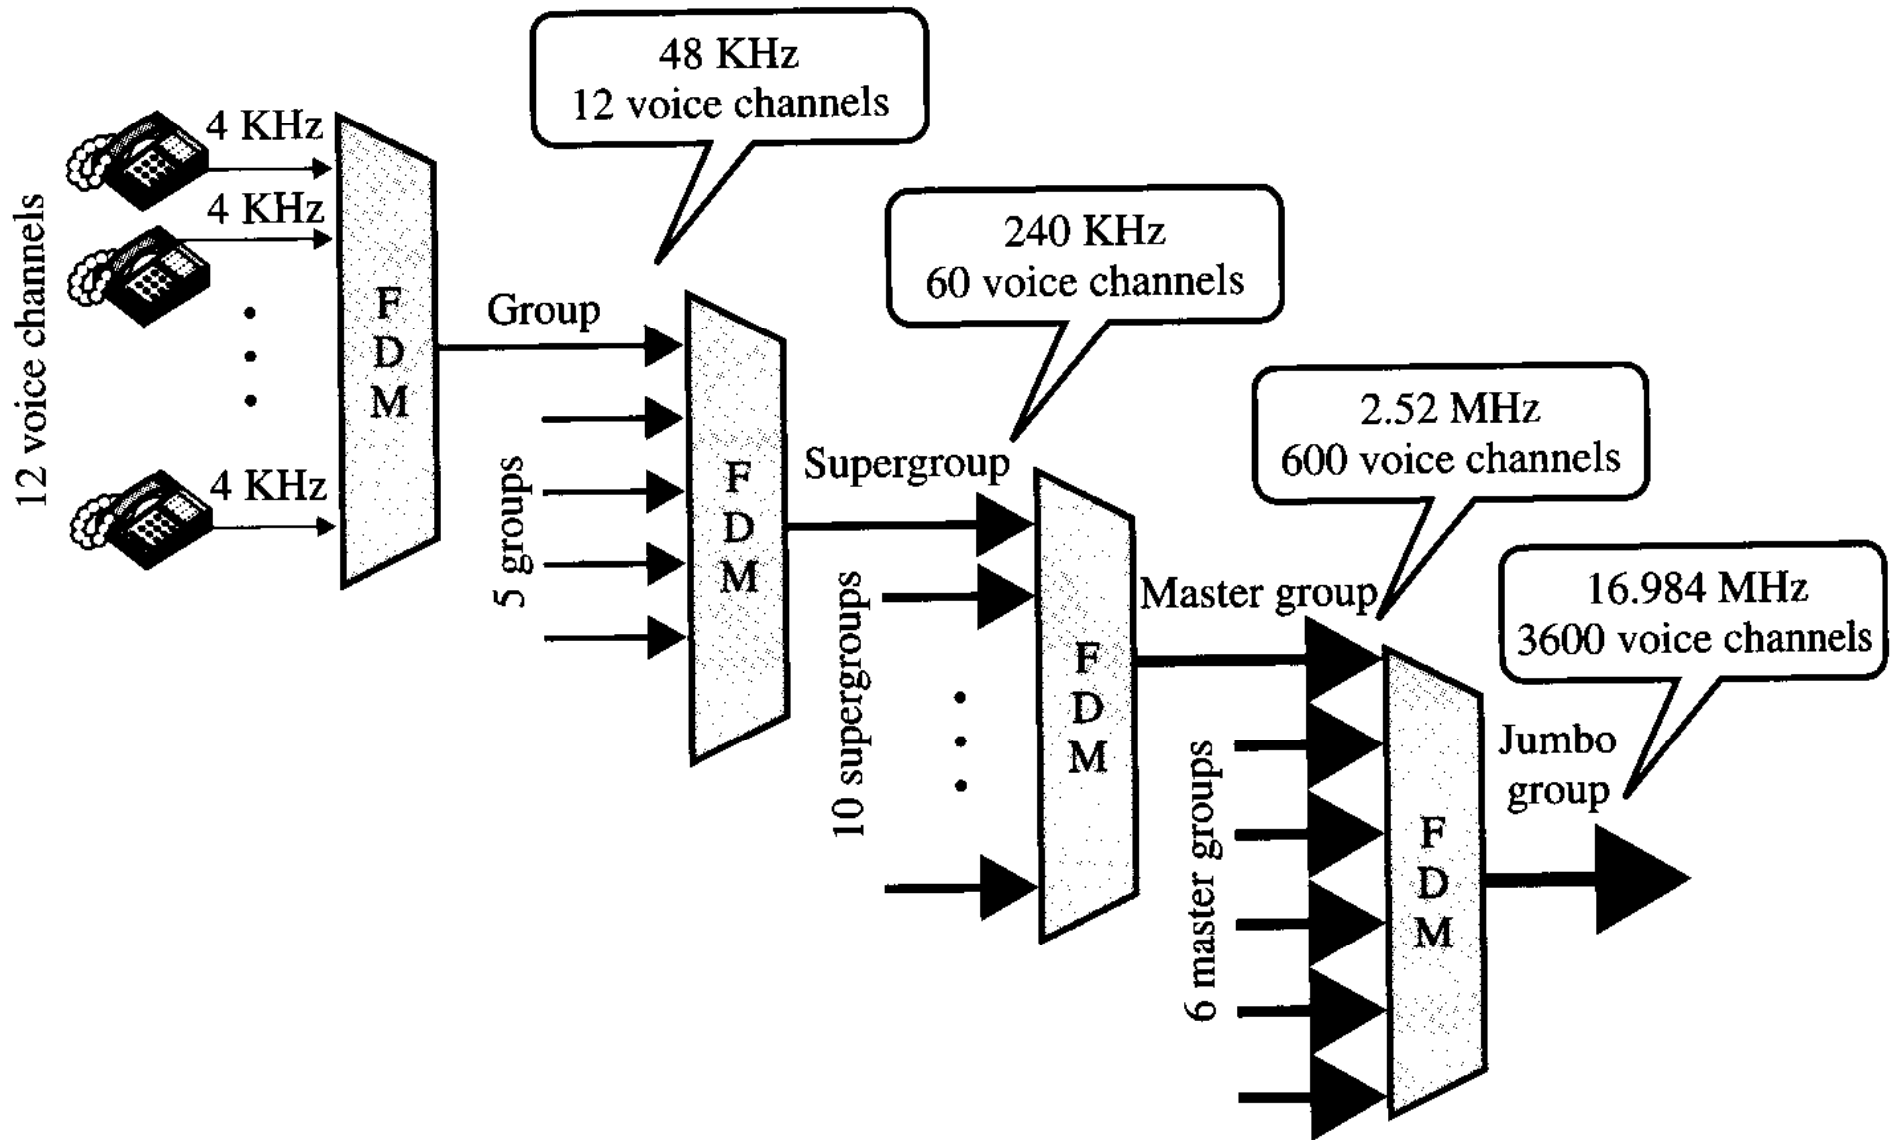 48 KHz
12 voice channels
4 KHz
4 KHz
4 KHz
12 voice channels
F
D
M
Group
240 KHz
60 voice channels
5 groups
F
D
M
Supergroup
2.52 MHz
600 voice channels
10 supergroups
F
D
M
Master group
16.984 MHz
3600 voice channels
6 master groups
F
D
M
Jumbo
group